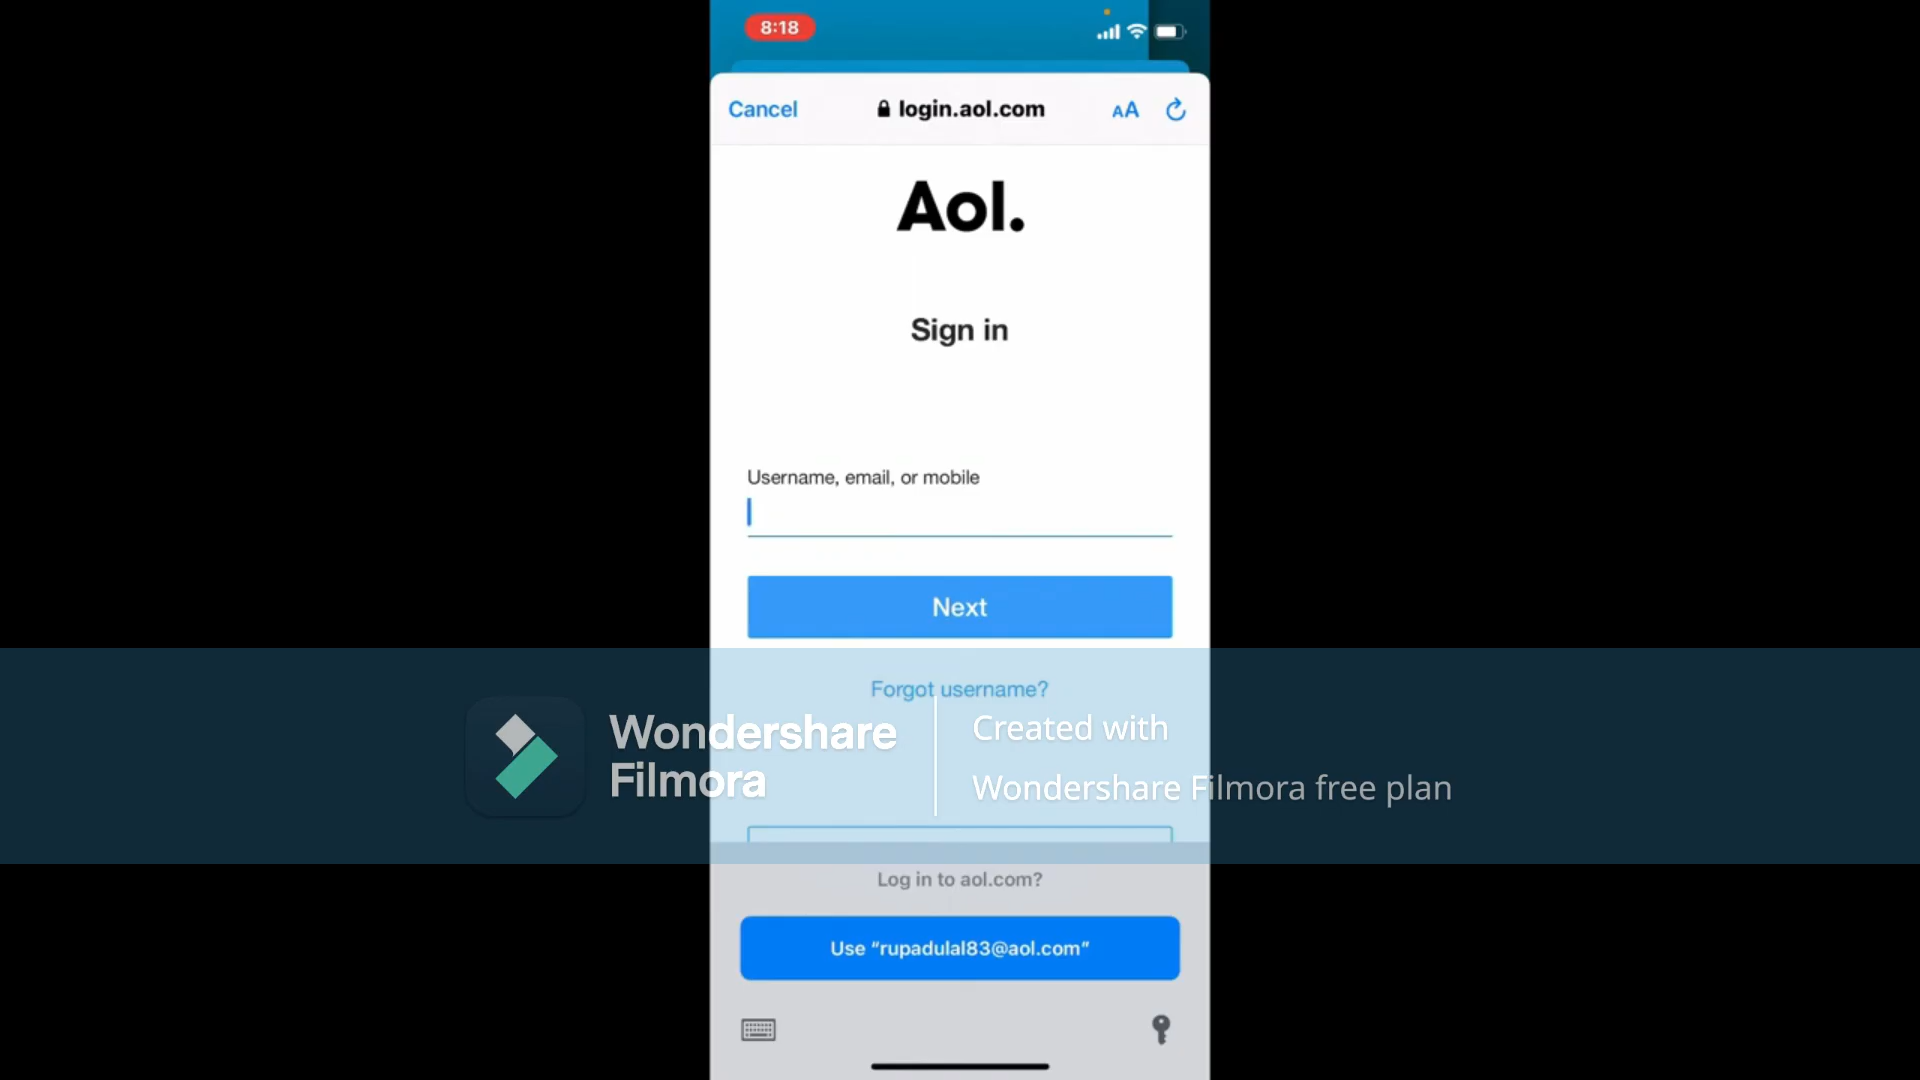 8:18
Cancel
login.aol.com
AA
Aol.
Sign in
Username, email, or mobile
Next
Forgot username?
Wondershare
Filmora
Created with
Wondershare Filmora free plan
Log in to aol.com?
Use “rupadulal83@aol.com”